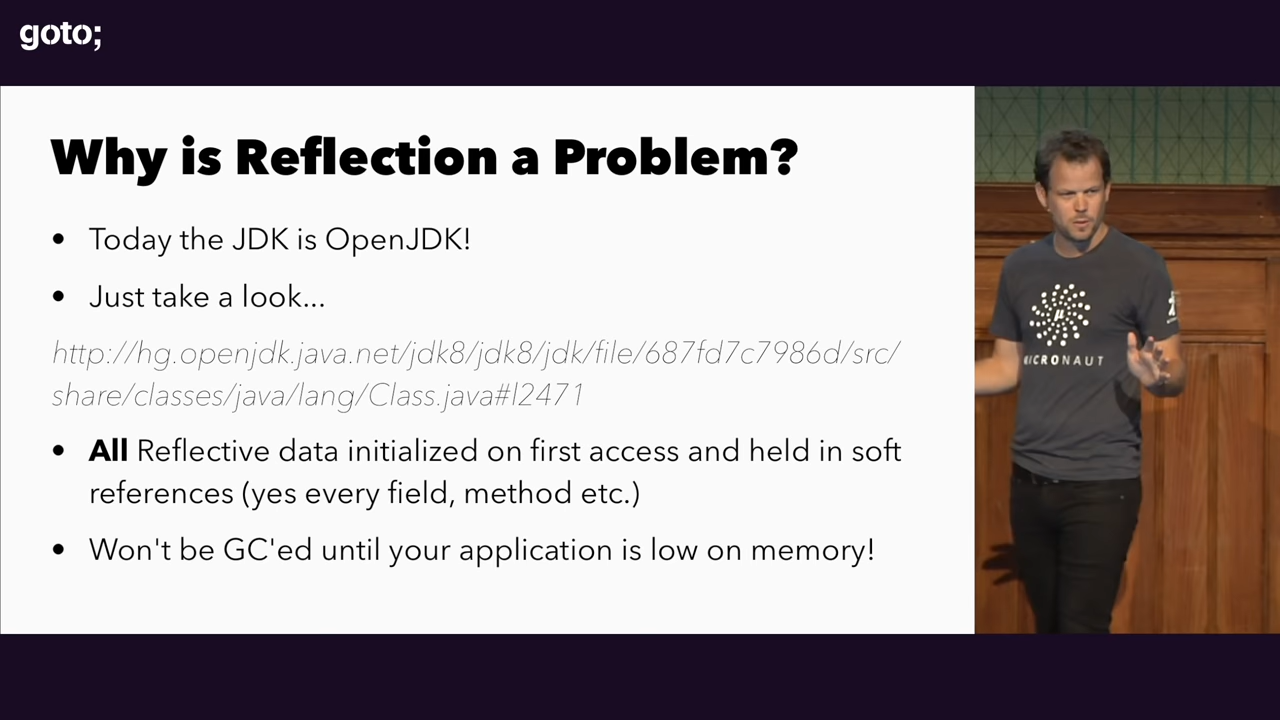 goto;
Why is Reflection a Problem?
• Today the JDK is OpenJDK!
• Just take a look...
http://hg.openjdk.java.net/jdk8/jdk8/jdk/file/687fd7c7986d/src/
share/classes/java/lang/Class.java#l2471
• All Reflective data initialized on first access and held in soft
references (yes every field, method etc.)
• Won't be GC'ed until your application is low on memory!
μ
MICRONAUT